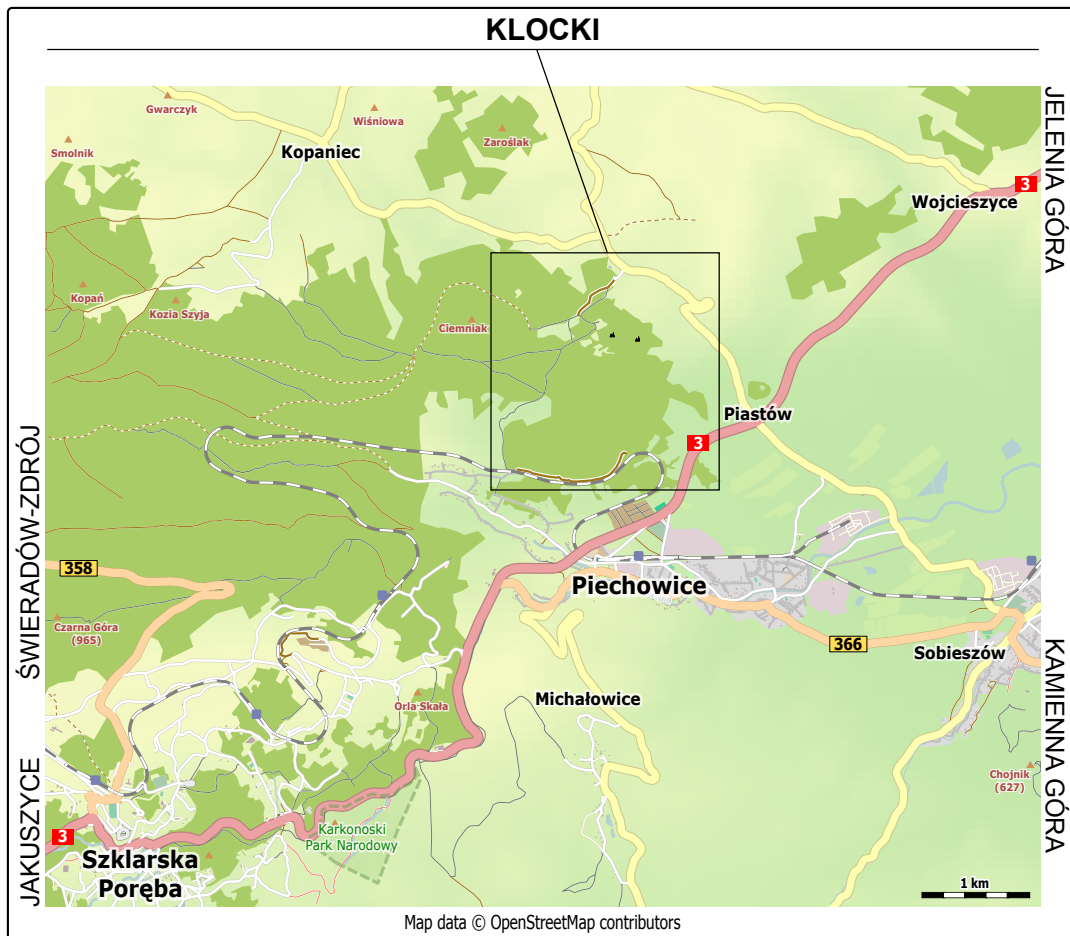 KLOCKI
Gwarczyk
Wiśniowa
Smolnik
Kopaniec
Zaroślak
JELENIA GÓRA
3
Wojcieszyce
Kopań
Kozia Szyja
Ciemniak
Piastów
3
ŚWIERADÓW-ZDRÓJ
358
Piechowice
Czarna Góra
(965)
366
Sobieszów
KAMIENNA GÓRA
Orla Skała
Michałowice
Chojnik
(627)
JAKUSZYCE
3
Karkonoski
Park Narodowy
Szklarska
Poręba
1 km
Map data © OpenStreetMap contributors